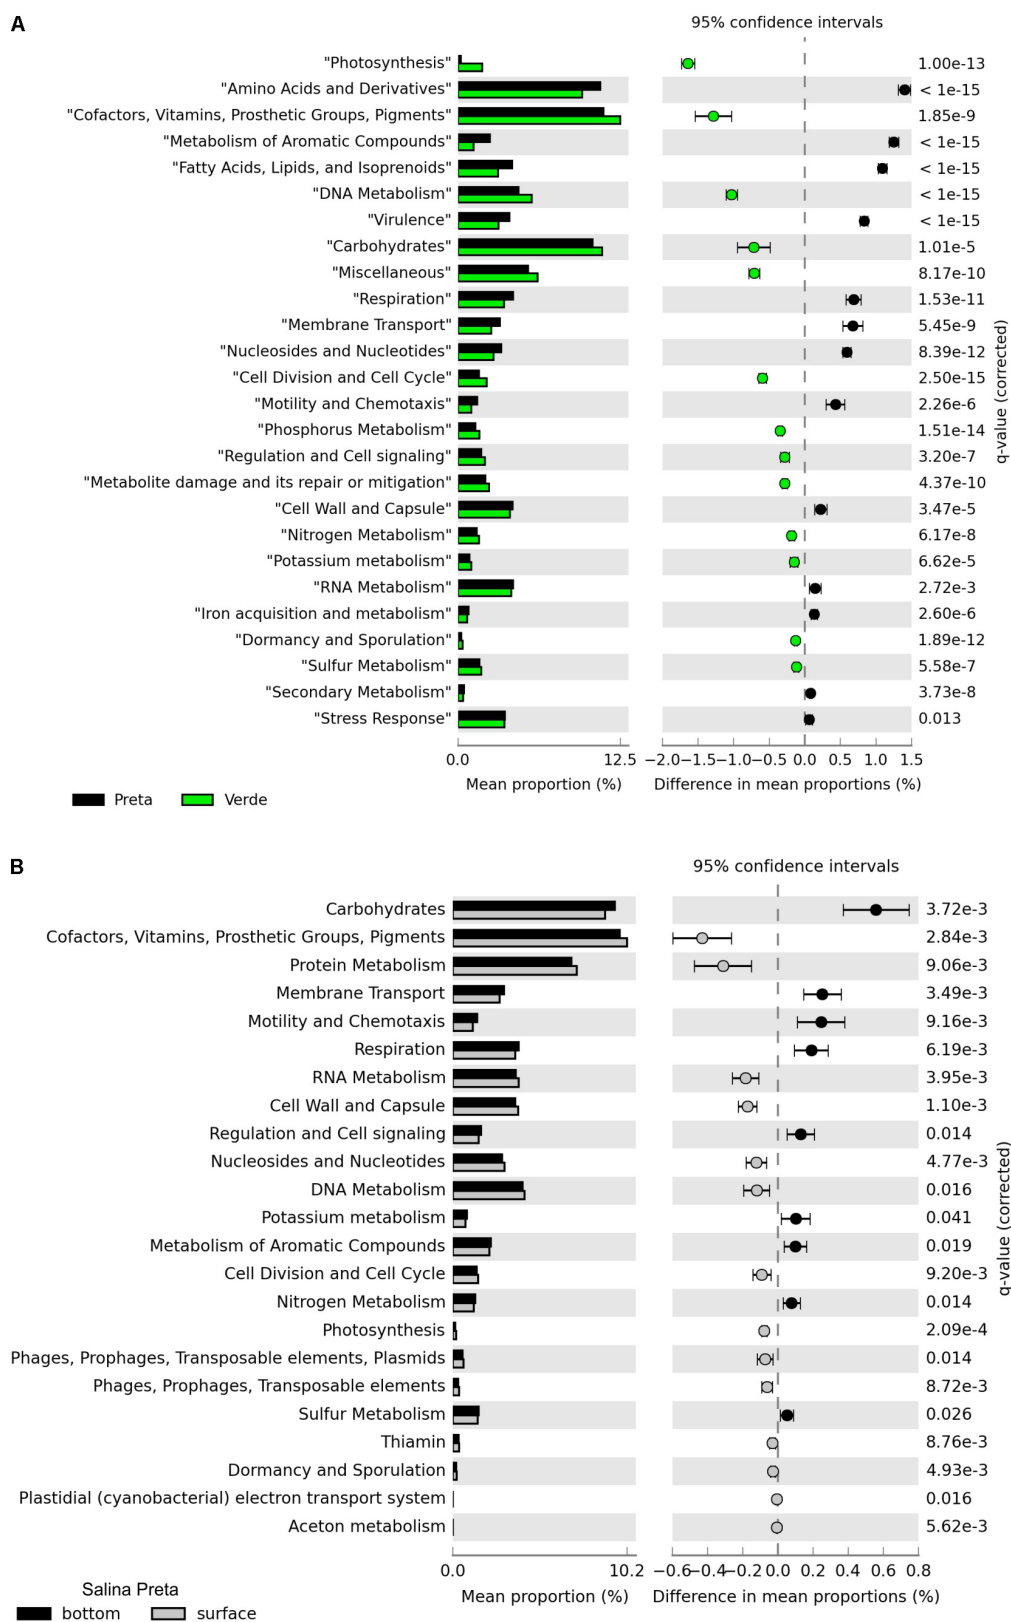 A
95% confidence intervals
"Photosynthesis" 1.00e-13
"Amino Acids and Derivatives" < 1e-15
"Cofactors, Vitamins, Prosthetic Groups, Pigments" 1.85e-9
"Metabolism of Aromatic Compounds" < 1e-15
"Fatty Acids, Lipids, and Isoprenoids" < 1e-15
"DNA Metabolism" < 1e-15
"Virulence" < 1e-15
"Carbohydrates" 1.01e-5
"Miscellaneous" 8.17e-10
"Respiration" 1.53e-11
"Membrane Transport" 5.45e-9
"Nucleosides and Nucleotides" 8.39e-12
"Cell Division and Cell Cycle" 2.50e-15
"Motility and Chemotaxis" 2.26e-6
"Phosphorus Metabolism" 1.51e-14
"Regulation and Cell signaling" 3.20e-7
"Metabolite damage and its repair or mitigation" 4.37e-10
"Cell Wall and Capsule" 3.47e-5
"Nitrogen Metabolism" 6.17e-8
"Potassium metabolism" 6.62e-5
"RNA Metabolism" 2.72e-3
"Iron acquisition and metabolism" 2.60e-6
"Dormancy and Sporulation" 1.89e-12
"Sulfur Metabolism" 5.58e-7
"Secondary Metabolism" 3.73e-8
"Stress Response" 0.013
q-value (corrected)
0.0 12.5 −2.0 −1.5 −1.0 −0.5 0.0 0.5 1.0 1.5
Mean proportion (%) Difference in mean proportions (%)
Preta Verde
B
95% confidence intervals
Carbohydrates 3.72e-3
Cofactors, Vitamins, Prosthetic Groups, Pigments 2.84e-3
Protein Metabolism 9.06e-3
Membrane Transport 3.49e-3
Motility and Chemotaxis 9.16e-3
Respiration 6.19e-3
RNA Metabolism 3.95e-3
Cell Wall and Capsule 1.10e-3
Regulation and Cell signaling 0.014
Nucleosides and Nucleotides 4.77e-3
DNA Metabolism 0.016
Potassium metabolism 0.041
Metabolism of Aromatic Compounds 0.019
Cell Division and Cell Cycle 9.20e-3
Nitrogen Metabolism 0.014
Photosynthesis 2.09e-4
Phages, Prophages, Transposable elements, Plasmids 0.014
Phages, Prophages, Transposable elements 8.72e-3
Sulfur Metabolism 0.026
Thiamin 8.76e-3
Dormancy and Sporulation 4.93e-3
Plastidial (cyanobacterial) electron transport system 0.016
Aceton metabolism 5.62e-3
q-value (corrected)
0.0 10.2 −0.6 −0.4 −0.2 0.0 0.2 0.4 0.6 0.8
Mean proportion (%) Difference in mean proportions (%)
Salina Preta
bottom surface